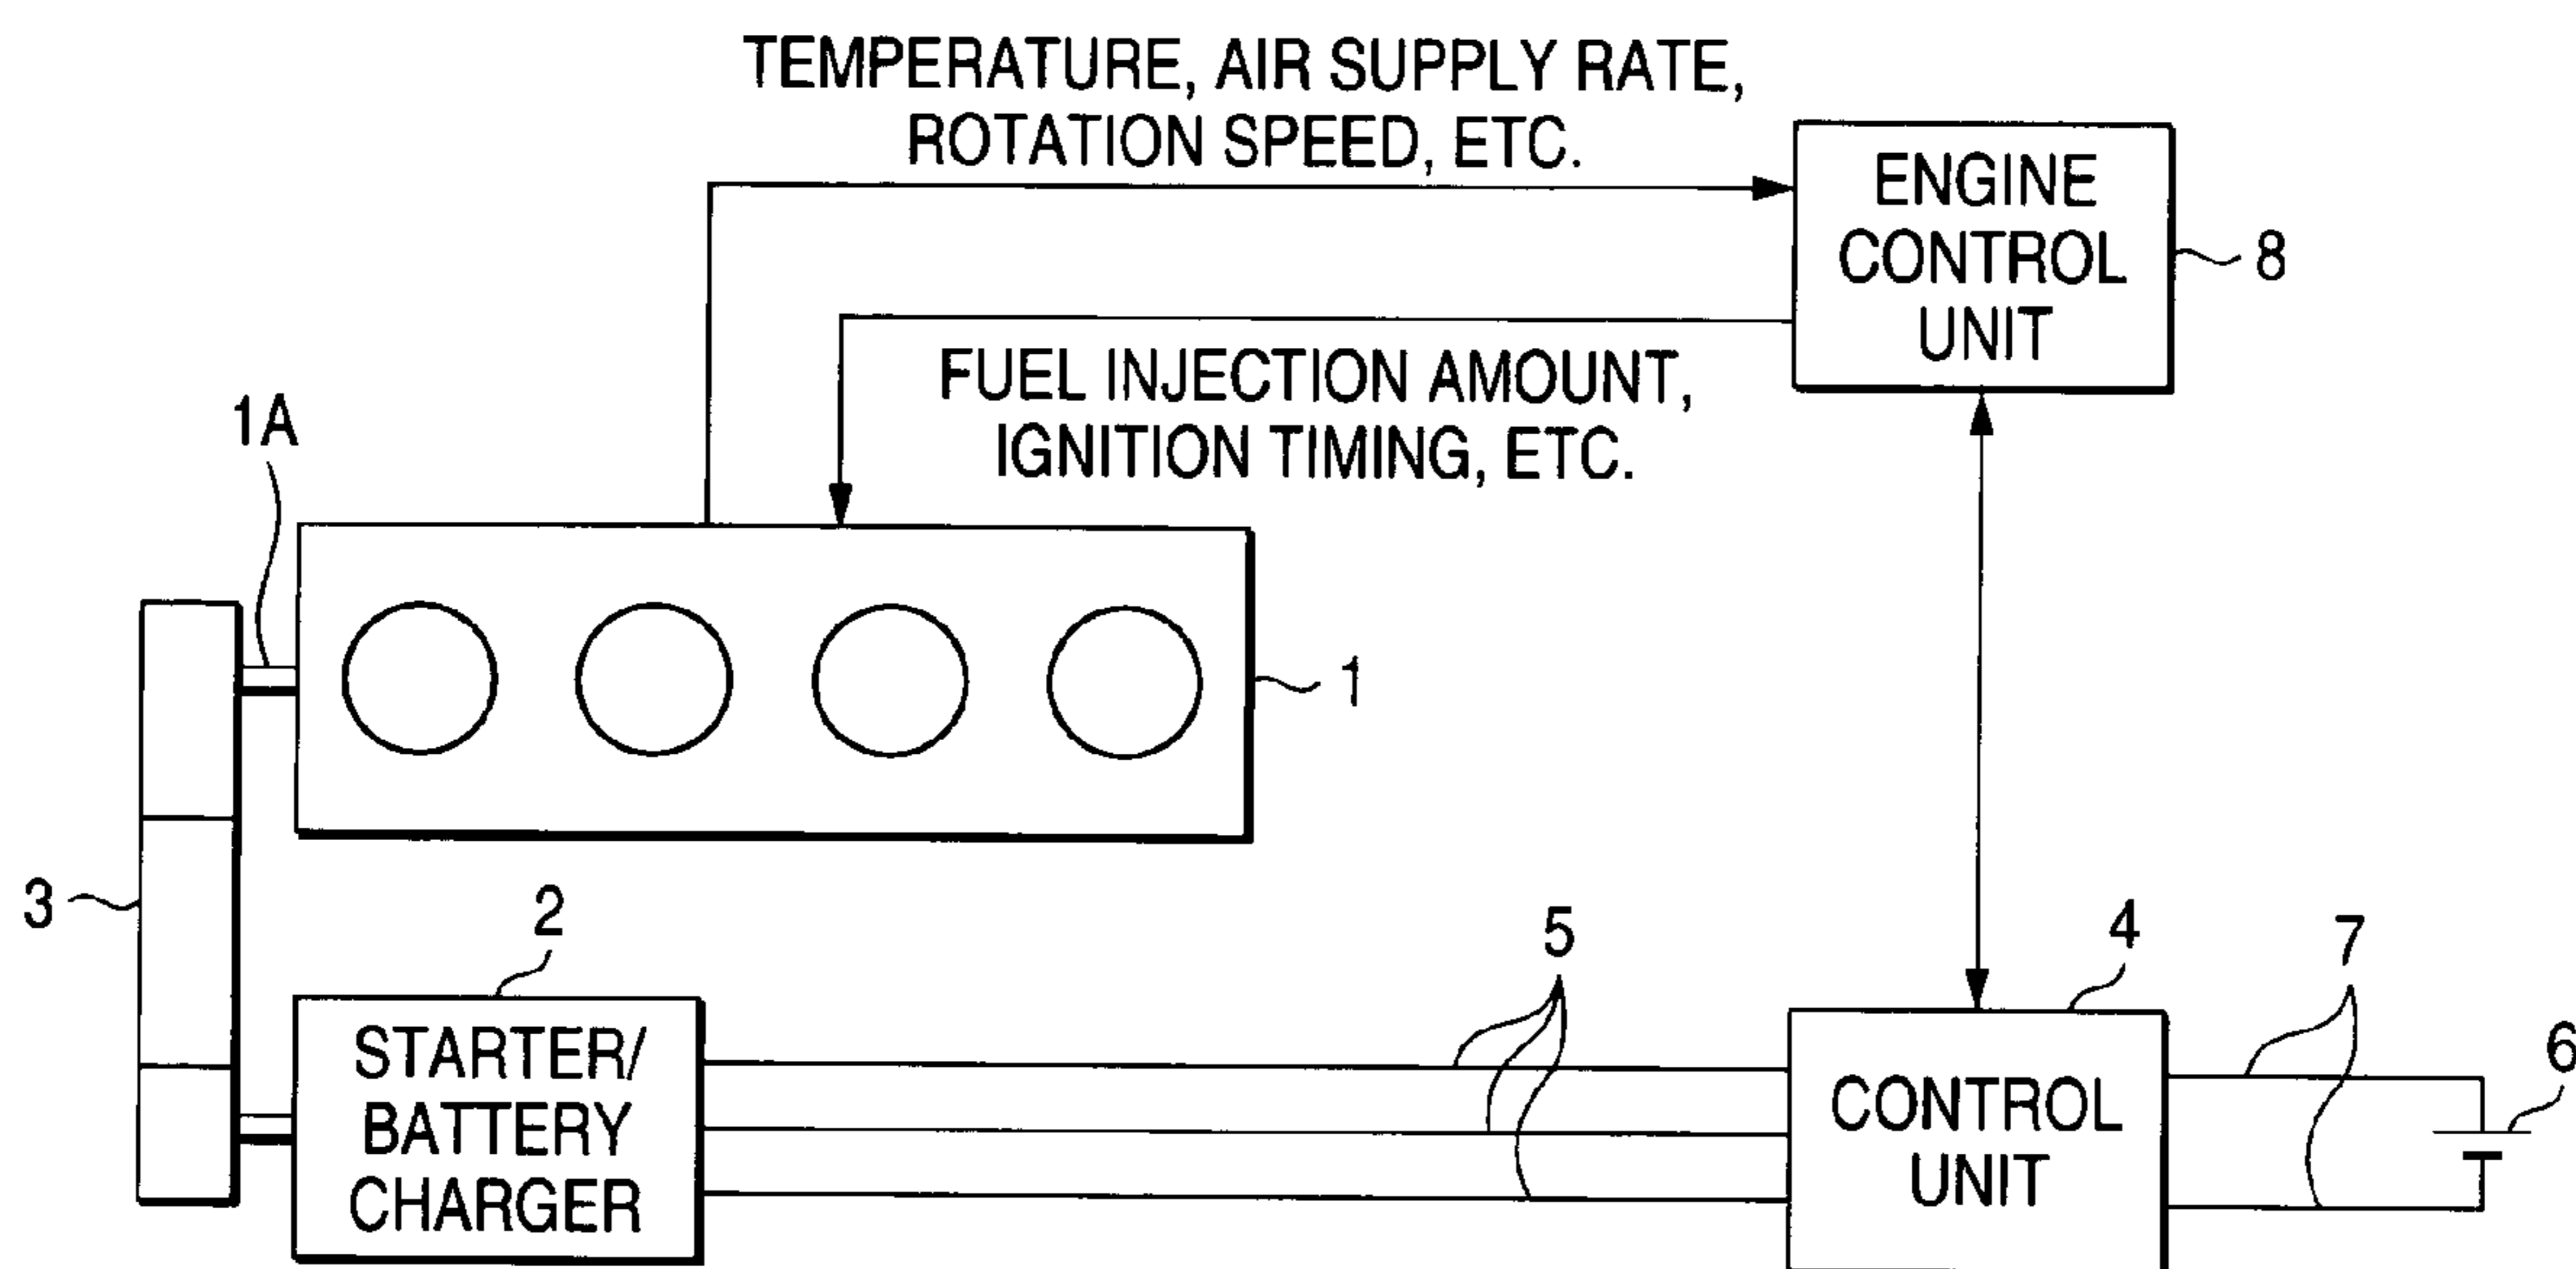 TEMPERATURE, AIR SUPPLY RATE,
ROTATION SPEED, ETC.
ENGINE
CONTROL
UNIT
8
FUEL INJECTION AMOUNT,
IGNITION TIMING, ETC.
1A
1
3
2
STARTER/
BATTERY
CHARGER
5
4
CONTROL
UNIT
7
6